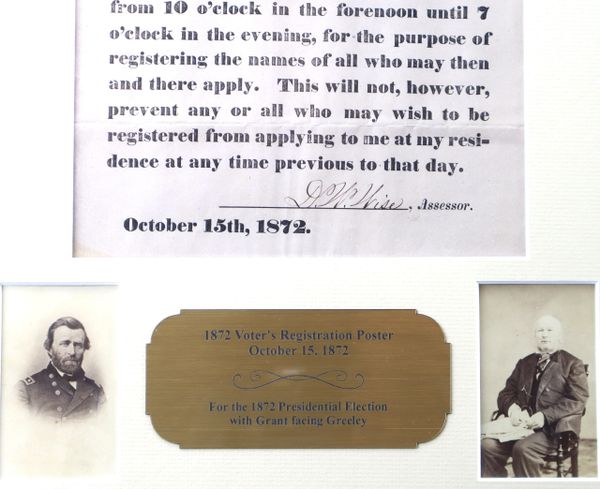 from 10 o'clock in the forenoon until 7
o'clock in the evening, for the purpose of
registering the names of all who may then
and there apply. This will not, however,
prevent any or all who may wish to be
registered from applying to me at my resi-
dence at any time previous to that day.
D. W. Wise, Assessor.
October 15th, 1872.
1872 Voter's Registration Poster
October 15, 1872
For the 1872 Presidential Election
with Grant facing Greeley